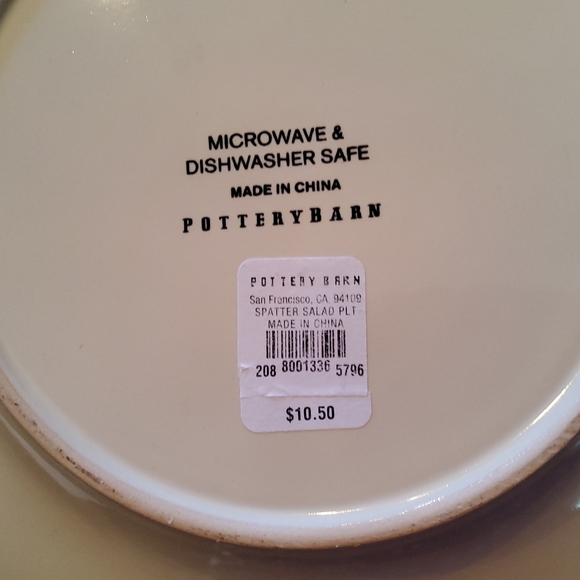 MICROWAVE &
DISHWASHER SAFE
MADE IN CHINA
POTTERYBARN
POTTERY BARN
San Francisco, CA. 94109
SPATTER SALAD PLT
MADE IN CHINA
208 8001336 5796
$10.50